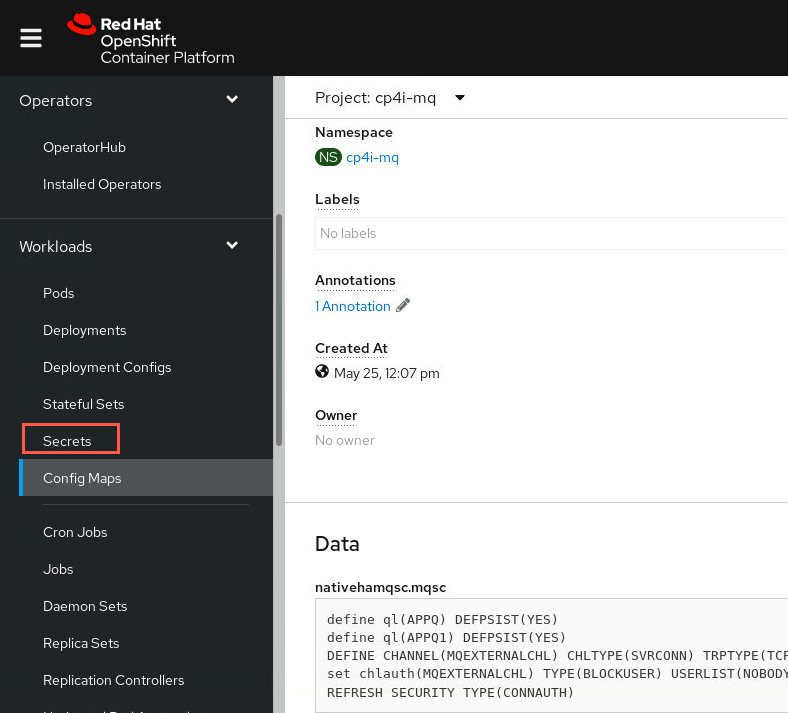 Red Hat
OpenShift
Container Platform
Operators
OperatorHub
Installed Operators
Workloads
Pods
Deployments
Deployment Configs
Stateful Sets
Secrets
Config Maps
Cron Jobs
Jobs
Daemon Sets
Replica Sets
Replication Controllers
Project: cp4i-mq
Namespace
NS cp4i-mq
Labels
No labels
Annotations
1 Annotation
Created At
May 25, 12:07 pm
Owner
No owner
Data
nativehamqsc.mqsc
define ql(APPQ) DEFPSIST(YES)
define ql(APPQ1) DEFPSIST(YES)
DEFINE CHANNEL(MQEXTERNALCHL) CHLTYPE(SVRCONN) TRPTYPE(TCP
set chlauth(MQEXTERNALCHL) TYPE(BLOCKUSER) USERLIST(NOBODY
REFRESH SECURITY TYPE(CONNAUTH)